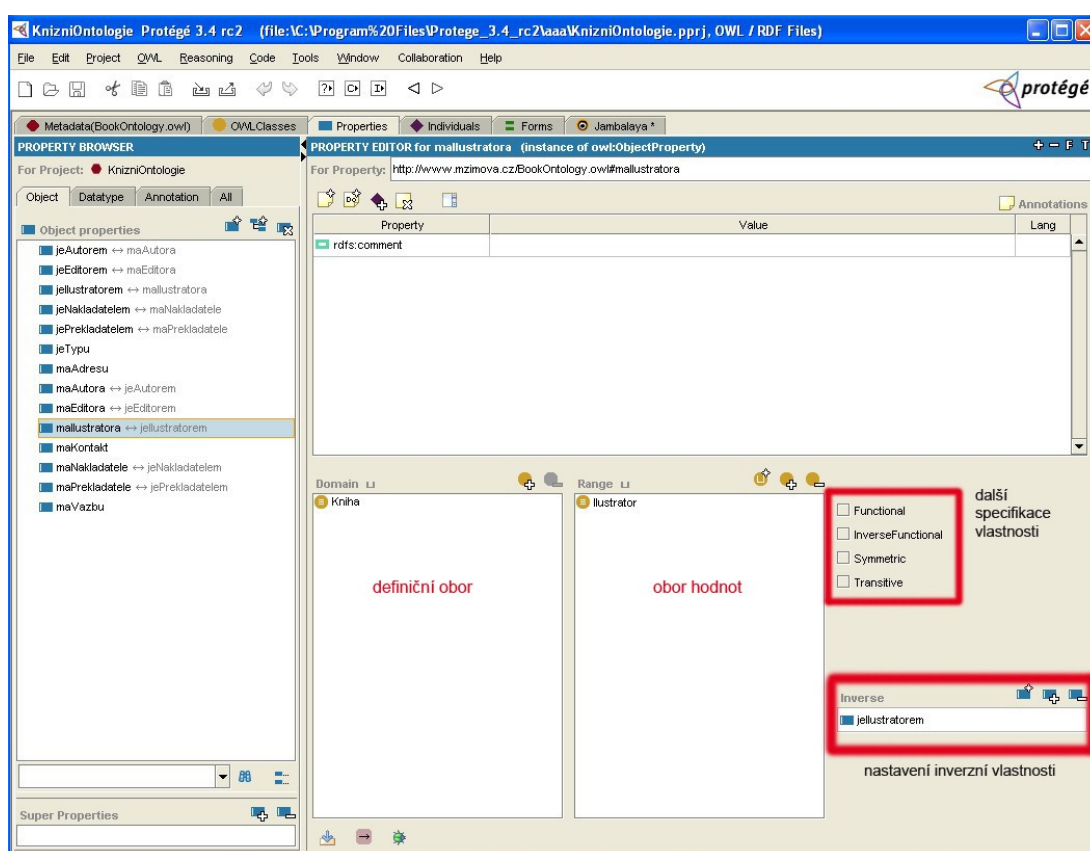 KnizniOntologie Protégé 3.4 rc2 (file:\C:\Program%20Files\Protege_3.4_rc2\aaa\KnizniOntologie.pprj, OWL / RDF Files)
File Edit Project OWL Reasoning Code Tools Window Collaboration Help
protégé
Metadata(BookOntology.owl) OWLClasses Properties Individuals Forms Jambalaya *
PROPERTY BROWSER
For Project: KnizniOntologie
Object Datatype Annotation All
Object properties
jeAutorem ↔ maAutora
jeEditorem ↔ maEditora
jeIlustratorem ↔ maIlustratora
jeNakladatelem ↔ maNakladatele
jePrekladatelem ↔ maPrekladatele
jeTypu
maAdresu
maAutora ↔ jeAutorem
maEditora ↔ jeEditorem
maIlustratora ↔ jeIlustratorem
maKontakt
maNakladatele ↔ jeNakladatelem
maPrekladatele ↔ jePrekladatelem
maVazbu
Super Properties
PROPERTY EDITOR for maIlustratora (instance of owl:ObjectProperty)
+ − F T
For Property: http://www.mzimova.cz/BookOntology.owl#maIlustratora
Annotations
Property Value Lang
rdfs:comment
Domain ⊔
Kniha
definiční obor
Range ⊔
Ilustrator
obor hodnot
Functional
InverseFunctional
Symmetric
Transitive
další
specifikace
vlastnosti
Inverse
jeIlustratorem
nastavení inverzní vlastnosti